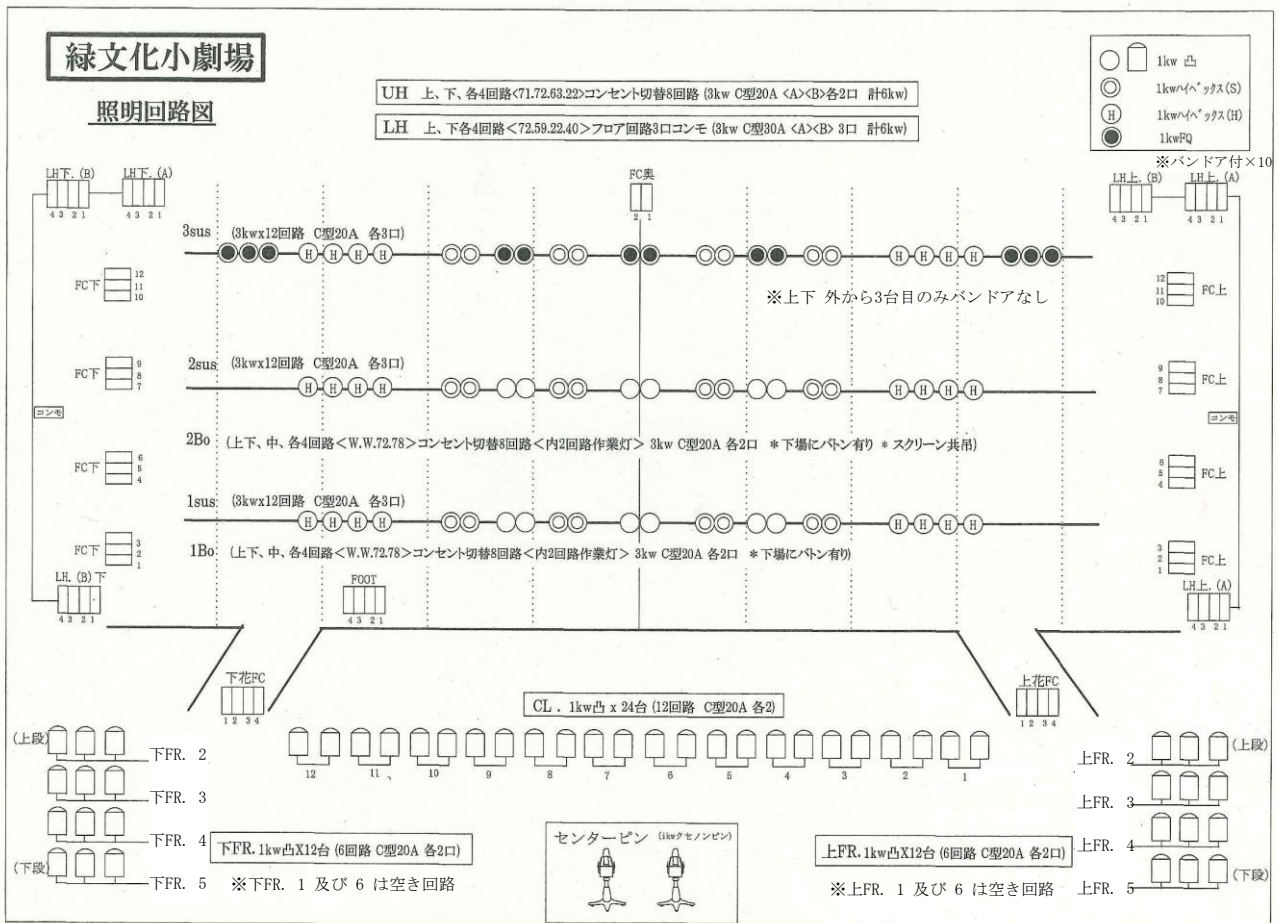 緑文化小劇場
照明回路図
UH 上、下、各4回路<71.72.63.22>コンセント切替8回路 (3kw C型20A <A><B>各2口 計6kw)
LH 上、下各4回路<72.59.22.40>フロア回路3口コンモ (3kw C型30A <A><B> 3口 計6kw)
1kw 凸
1kwハイペックス(S)
1kwハイペックス(H)
1kwFQ
※バンドア付×10
LH下. (B) LH下. (A)
4 3 2 1 4 3 2 1
FC奥
2 1
LH上. (B) LH上. (A)
4 3 2 1 4 3 2 1
3sus (3kwx12回路 C型20A 各3口)
H H H H H H H H
※上下 外から3台目のみバンドアなし
FC下 12 11 10
12 11 10 FC上
2sus (3kwx12回路 C型20A 各3口)
H H H H H H H H
FC下 9 8 7
9 8 7 FC上
コンモ
コンモ
2Bo (上下、中、各4回路<W.W.72.78>コンセント切替8回路<内2回路作業灯> 3kw C型20A 各2口 *下場にバトン有り *スクリーン共吊)
FC下 6 5 4
6 5 4 FC上
1sus (3kwx12回路 C型20A 各3口)
H H H H H H H H
1Bo (上下、中、各4回路<W.W.72.78>コンセント切替8回路<内2回路作業灯> 3kw C型20A 各2口 *下場にバトン有り)
FC下 3 2 1
3 2 1 FC上
LH. (B)下
4 3 2 1
FOOT
4 3 2 1
LH上. (A)
4 3 2 1
下花FC
1 2 3 4
上花FC
1 2 3 4
CL. 1kw凸 x 24台 (12回路 C型20A 各2)
12 11 10 9 8 7 6 5 4 3 2 1
(上段) 下FR. 2
下FR. 3
下FR. 4
(下段) 下FR. 5
下FR. 1kw凸X12台 (6回路 C型20A 各2口)
※下FR. 1 及び 6 は空き回路
センターピン (1kwクセノンピン)
上FR. 1kw凸X12台 (6回路 C型20A 各2口)
※上FR. 1 及び 6 は空き回路
上FR. 2 (上段)
上FR. 3
上FR. 4
上FR. 5 (下段)